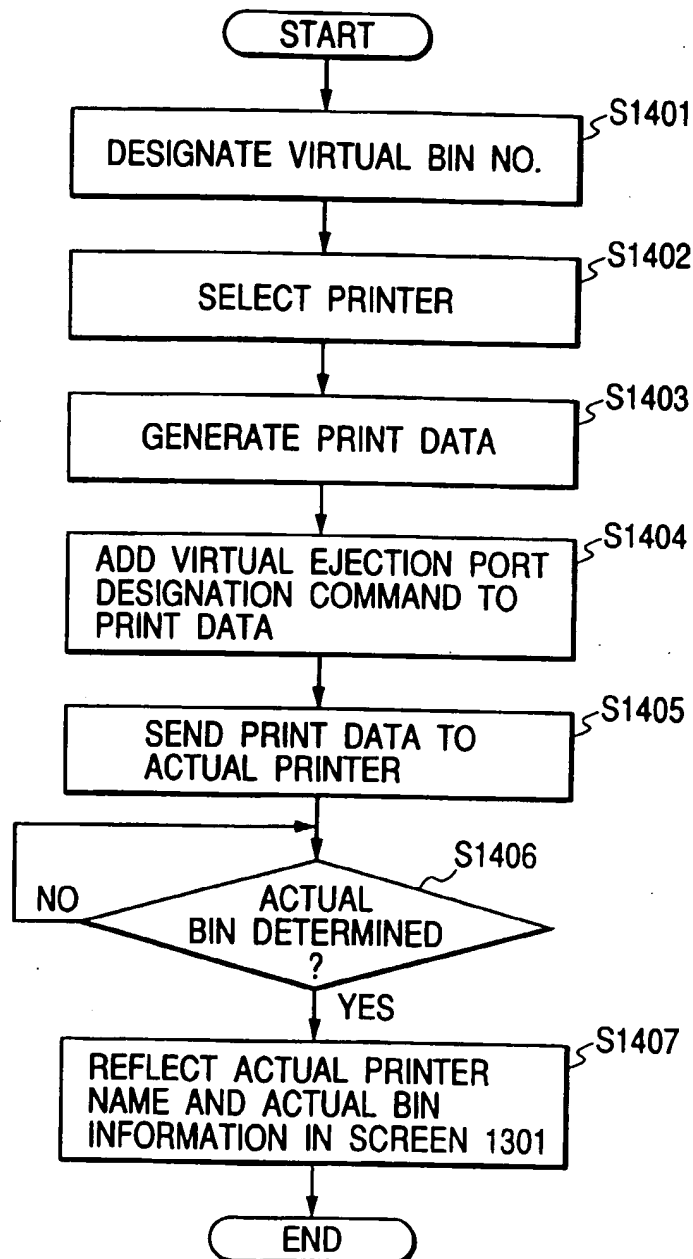 START
S1401
DESIGNATE VIRTUAL BIN NO.
S1402
SELECT PRINTER
S1403
GENERATE PRINT DATA
S1404
ADD VIRTUAL EJECTION PORT
DESIGNATION COMMAND TO
PRINT DATA
S1405
SEND PRINT DATA TO
ACTUAL PRINTER
S1406
NO
ACTUAL
BIN DETERMINED
?
YES
S1407
REFLECT ACTUAL PRINTER
NAME AND ACTUAL BIN
INFORMATION IN SCREEN 1301
END